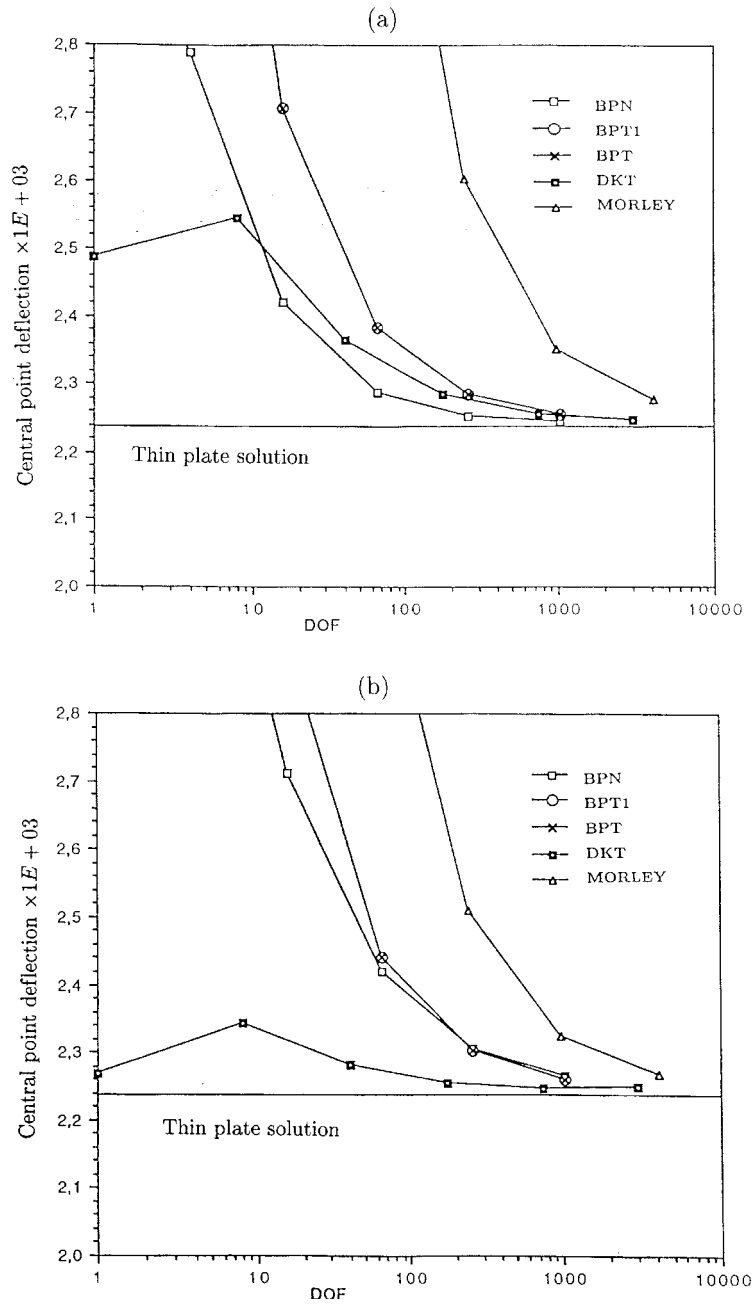 (a)
Central point deflection ×1E + 03
2,8
2,7
2,6
2,5
2,4
2,3
2,2
2,1
2,0
BPN
BPT1
BPT
DKT
MORLEY
Thin plate solution
1
10
100
1000
10000
DOF
(b)
Central point deflection ×1E + 03
2,8
2,7
2,6
2,5
2,4
2,3
2,2
2,1
2,0
BPN
BPT1
BPT
DKT
MORLEY
Thin plate solution
1
10
100
1000
10000
DOF